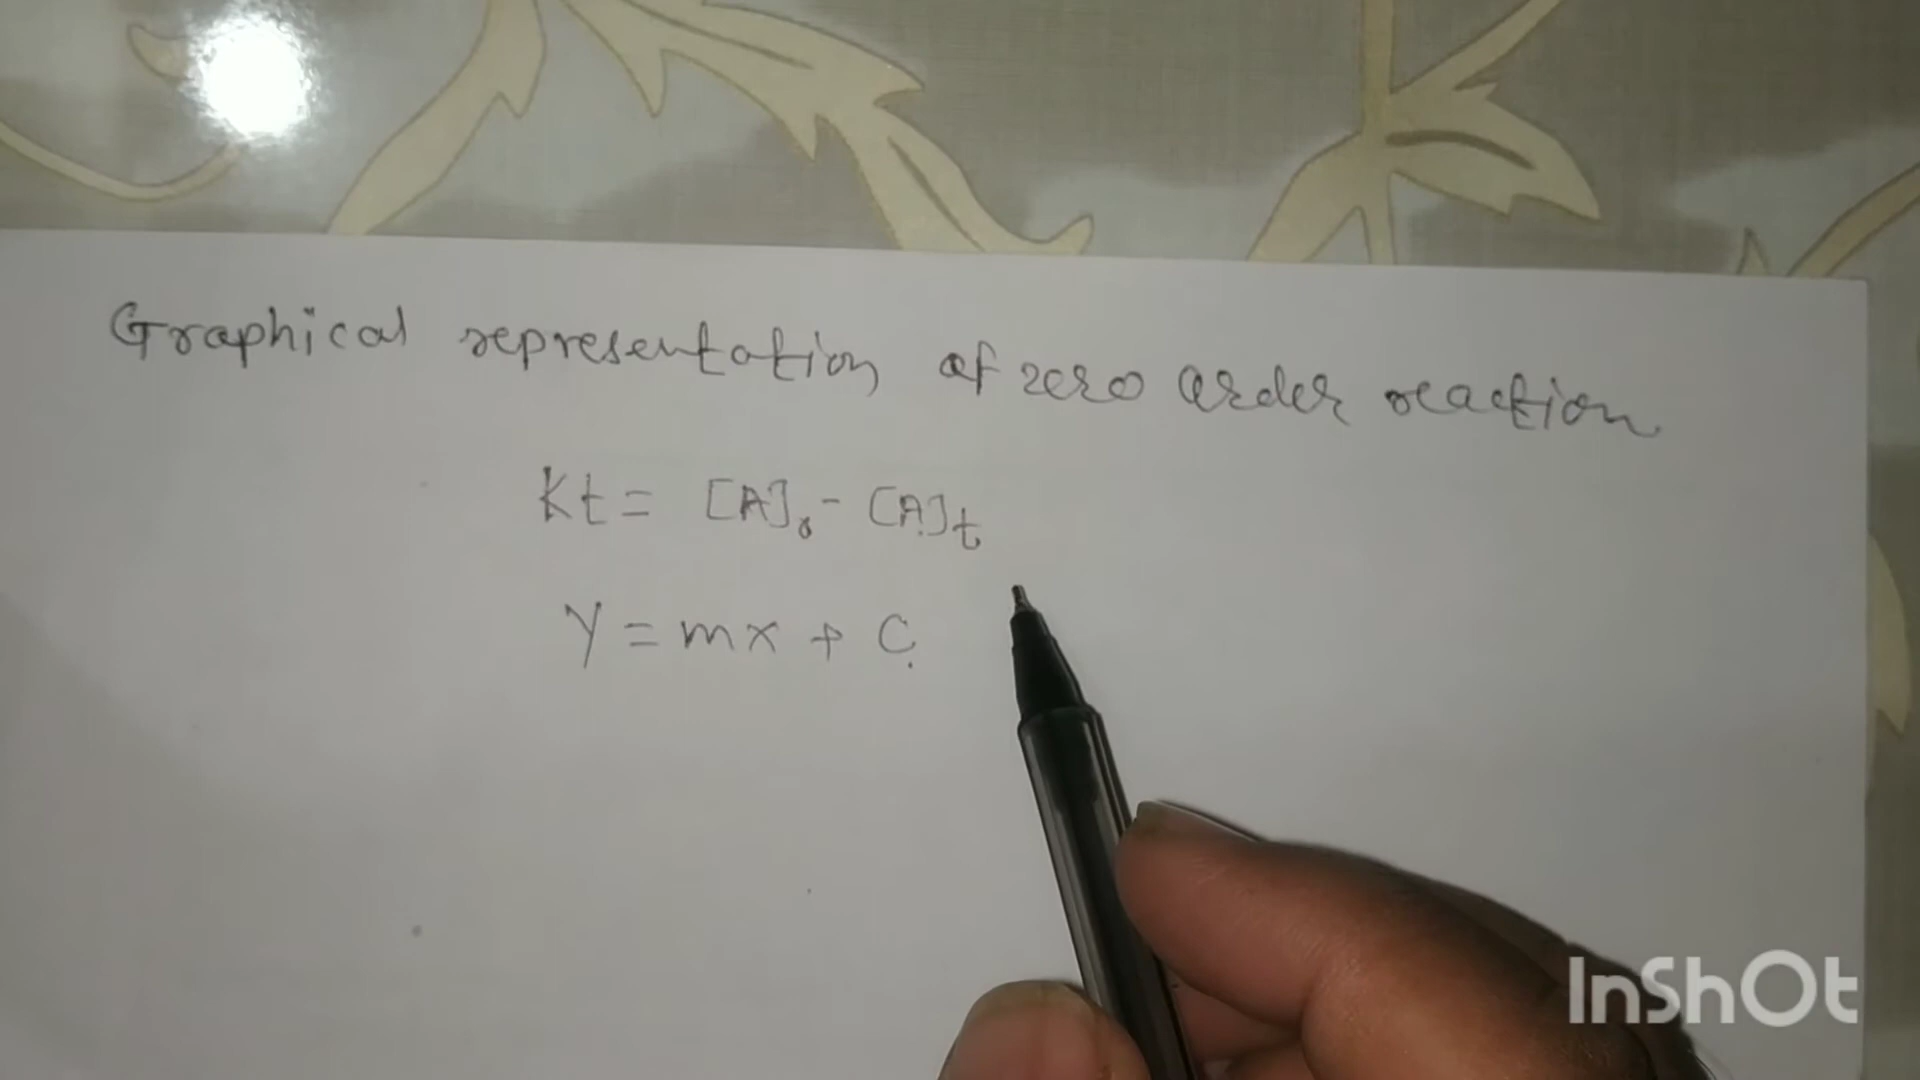 Graphical representation of zero order reaction
Kt = [A]₀ - [A]t
y = mx + C
InShOt